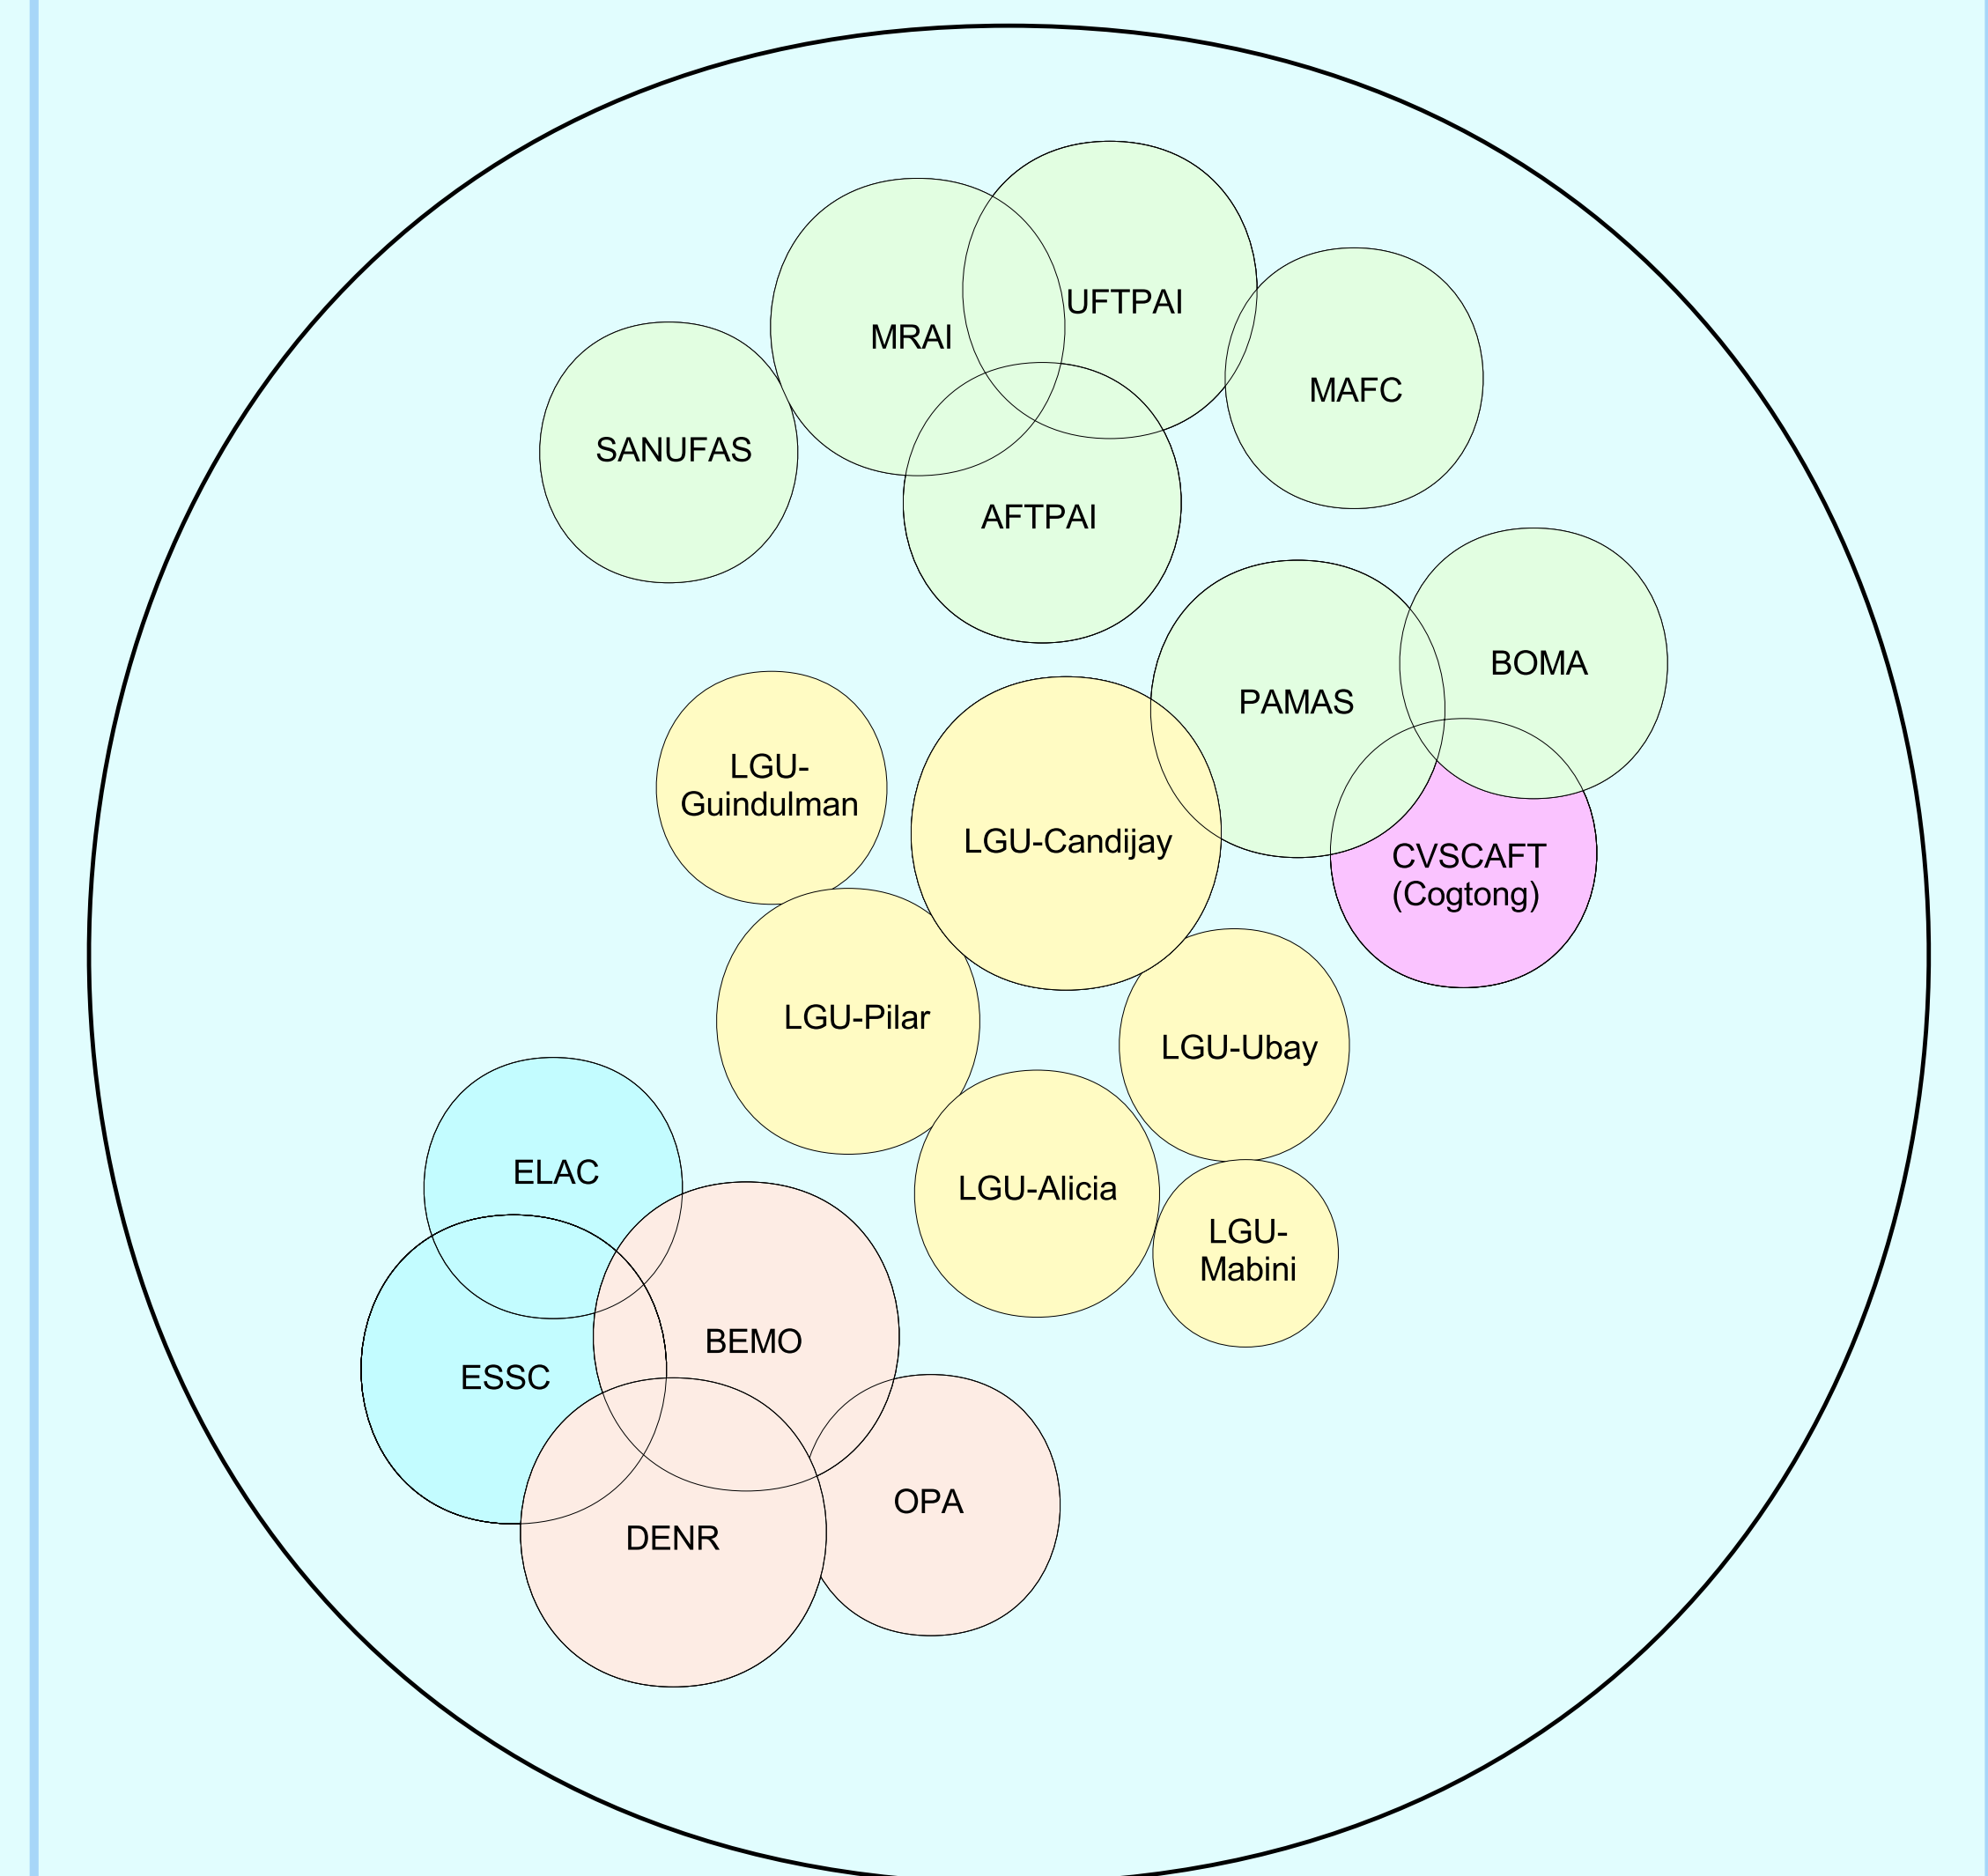 UFTPAI
MRAI
MAFC
SANUFAS
AFTPAI
BOMA
PAMAS
LGU-
Guindulman
LGU-Candijay
CVSCAFT
(Cogtong)
LGU-Pilar
LGU-Ubay
ELAC
LGU-Alicia
LGU-
Mabini
BEMO
ESSC
OPA
DENR